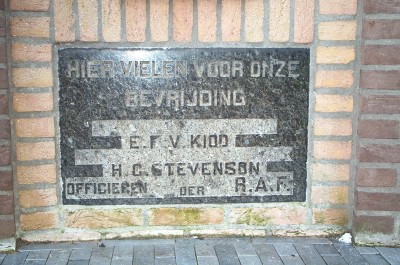 HIER VIELEN VOOR ONZE
BEVRIJDING
E.F.V. KIDD
H.C. STEVENSON
OFFICIEREN DER R.A.F.